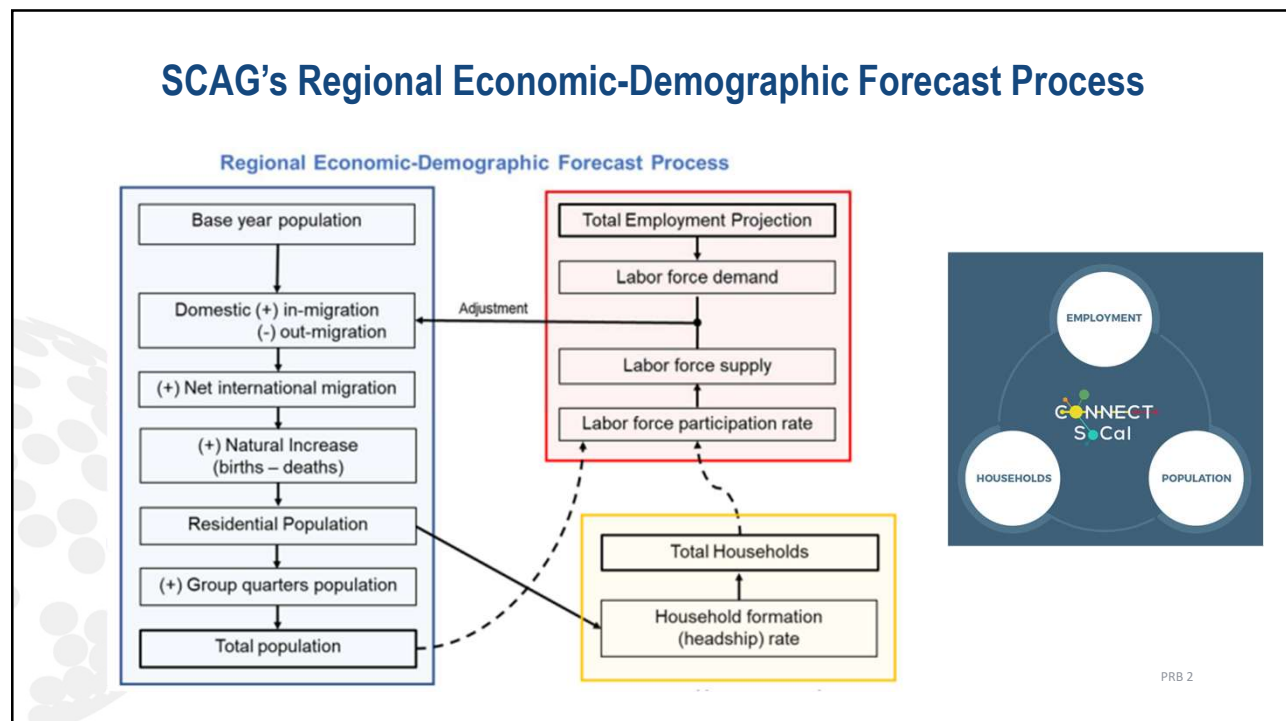 SCAG's Regional Economic-Demographic Forecast Process
Regional Economic-Demographic Forecast Process
Base year population
Domestic (+) in-migration
(-) out-migration
(+) Net international migration
(+) Natural Increase
(births – deaths)
Residential Population
(+) Group quarters population
Total population
Adjustment
Total Employment Projection
Labor force demand
Labor force supply
Labor force participation rate
Total Households
Household formation
(headship) rate
EMPLOYMENT
CONNECT
SoCal
HOUSEHOLDS
POPULATION
PRB 2